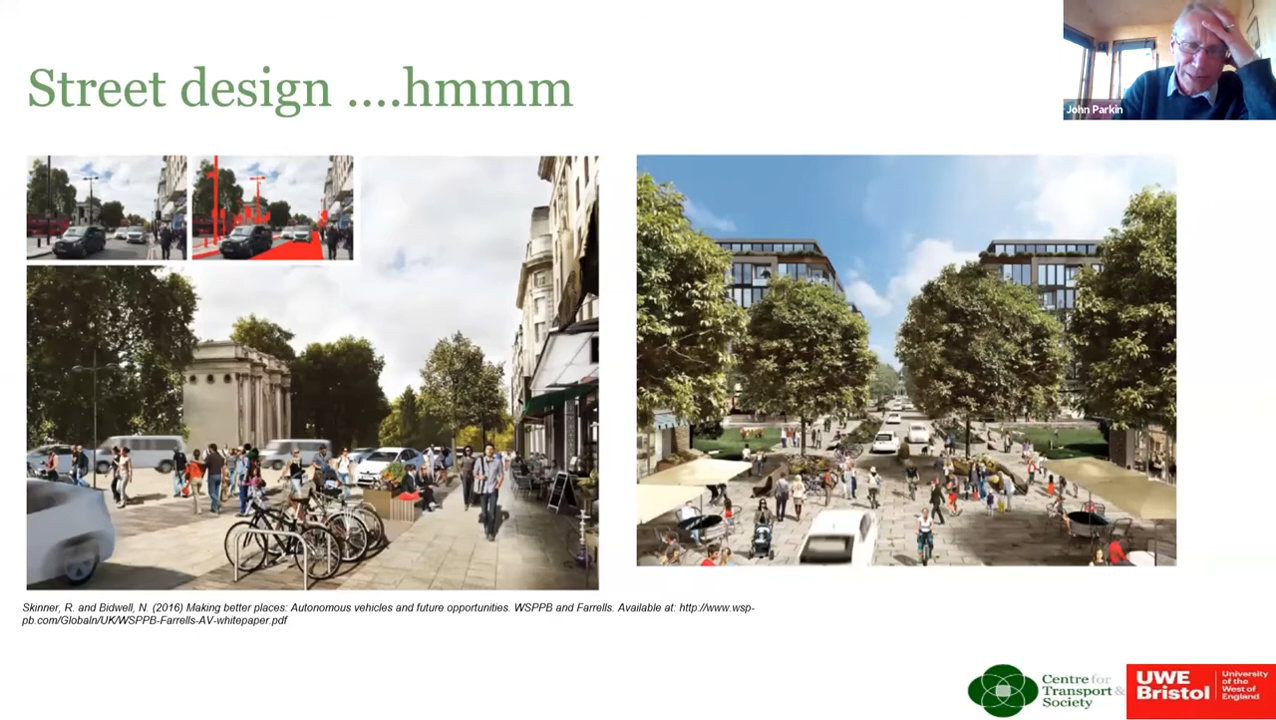 Street design ....hmmm
John Parkin
Skinner, R. and Bidwell, N. (2016) Making better places: Autonomous vehicles and future opportunities. WSPPB and Farrells. Available at: http://www.wsp-
pb.com/Globaln/UK/WSPPB-Farrells-AV-whitepaper.pdf
Centre for
Transport &
Society
UWE
Bristol
University
of the
West of
England